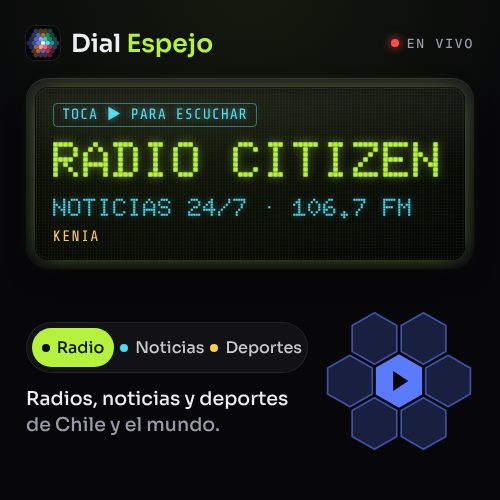 Dial Espejo
EN VIVO
TOCA ▶ PARA ESCUCHAR
RADIO CITIZEN
NOTICIAS 24/7 · 106.7 FM
KENIA
Radio
Noticias
Deportes
Radios, noticias y deportes
de Chile y el mundo.